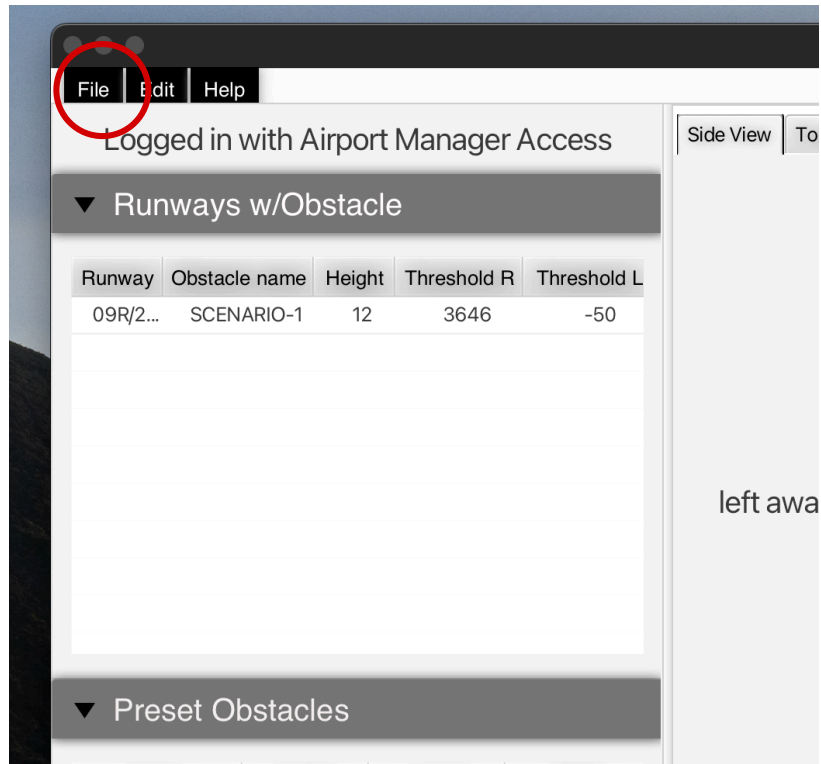 File Edit Help
Logged in with Airport Manager Access
Side View To
Runways w/Obstacle
Runway Obstacle name Height Threshold R Threshold L
09R/2... SCENARIO-1 12 3646 -50
left awa
Preset Obstacles